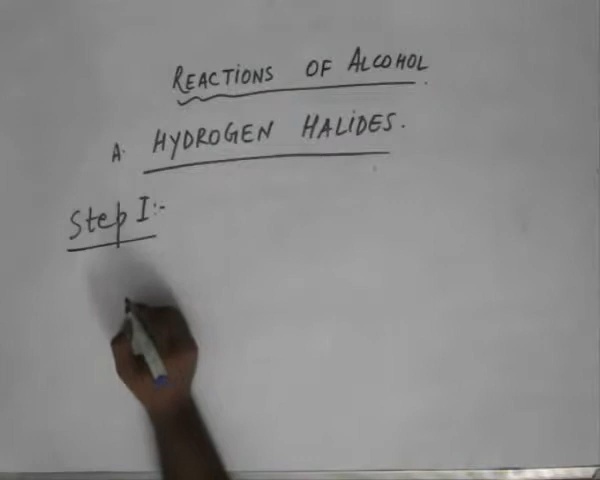 REACTIONS OF ALCOHOL.
A. HYDROGEN HALIDES.
Step I:-